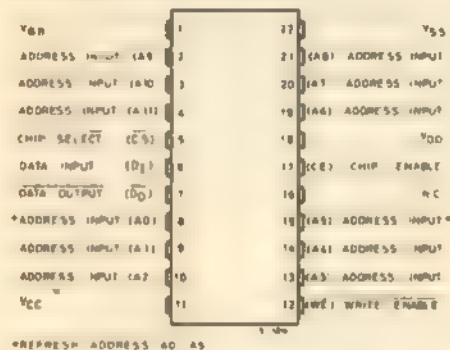 VBB 1 22 VSS
ADDRESS INPUT (A9) 2 21 (A8) ADDRESS INPUT
ADDRESS INPUT (A10) 3 20 (A7) ADDRESS INPUT
ADDRESS INPUT (A11) 4 19 (A6) ADDRESS INPUT
CHIP SELECT (CS) 5 18 VDD
DATA INPUT (DI) 6 17 (CE) CHIP ENABLE
DATA OUTPUT (DO) 7 16 NC
*ADDRESS INPUT (A0) 8 15 (A5) ADDRESS INPUT*
ADDRESS INPUT (A1) 9 14 (A4) ADDRESS INPUT
ADDRESS INPUT (A2) 10 13 (A3) ADDRESS INPUT
VCC 11 12 (WE) WRITE ENABLE
*REFRESH ADDRESS A0 A5